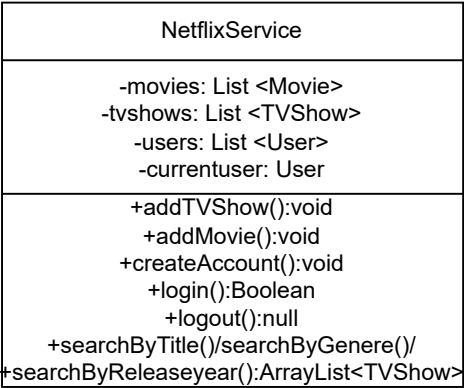 NetflixService
-movies: List <Movie>
-tvshows: List <TVShow>
-users: List <User>
-currentuser: User
+addTVShow():void
+addMovie():void
+createAccount():void
+login():Boolean
+logout():null
+searchByTitle()/searchByGenere()/
+searchByReleaseyear():ArrayList<TVShow>